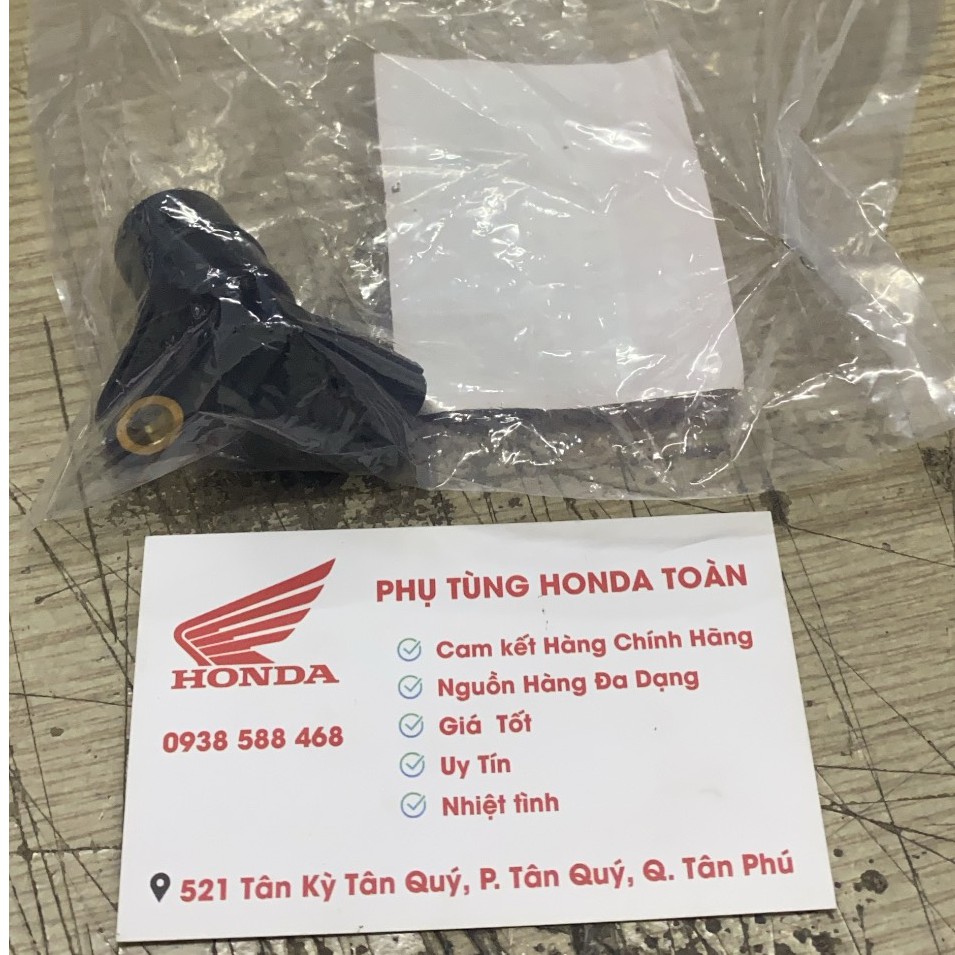 PHỤ TÙNG HONDA TOÀN
HONDA
0938 588 468
Cam kết Hàng Chính Hãng
Nguồn Hàng Đa Dạng
Giá Tốt
Uy Tín
Nhiệt tình
521 Tân Kỳ Tân Quý, P. Tân Quý, Q. Tân Phú